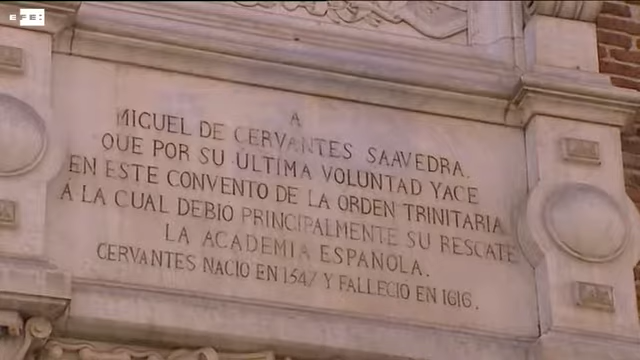 EFE:
A
MIGUEL DE CERVANTES SAAVEDRA.
QUE POR SU ULTIMA VOLUNTAD YACE
EN ESTE CONVENTO DE LA ORDEN TRINITARIA
A LA CUAL DEBIO PRINCIPALMENTE SU RESCATE
LA ACADEMIA ESPAÑOLA.
CERVANTES NACIO EN 1547 Y FALLECIO EN 1616.